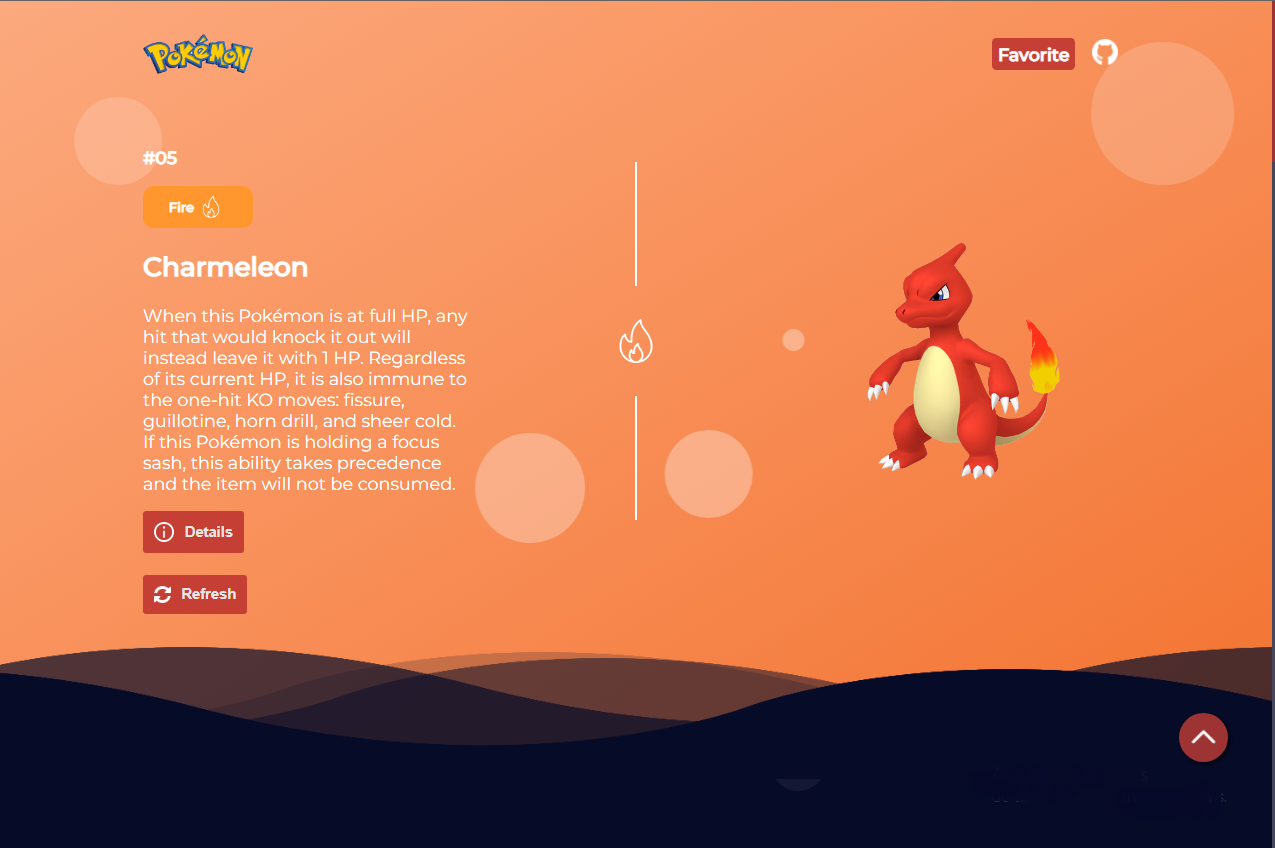 POKéMON
Favorite
#05
Fire
Charmeleon
When this Pokémon is at full HP, any
hit that would knock it out will
instead leave it with 1 HP. Regardless
of its current HP, it is also immune to
the one-hit KO moves: fissure,
guillotine, horn drill, and sheer cold.
If this Pokémon is holding a focus
sash, this ability takes precedence
and the item will not be consumed.
Details
Refresh